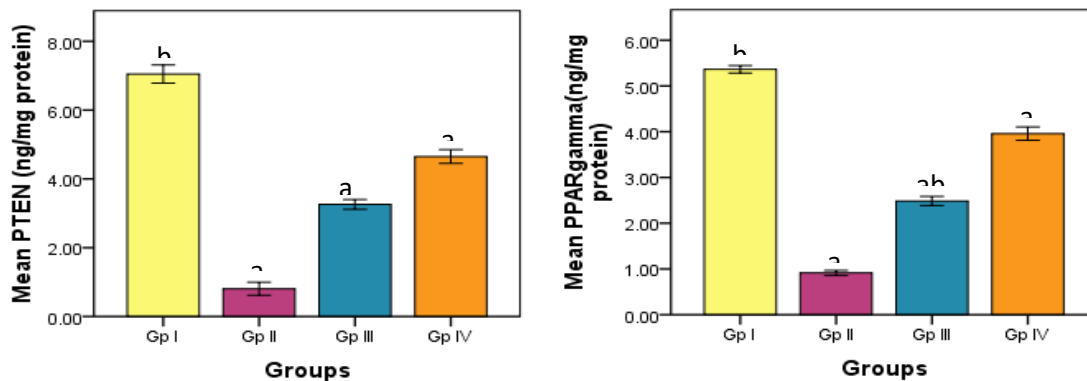 Mean PTEN (ng/mg protein)
8.00
6.00
4.00
2.00
0.00
b
a
a
a
Gp I
Gp II
Gp III
Gp IV
Groups
Mean PPARgamma(ng/mg
protein)
6.00
5.00
4.00
3.00
2.00
1.00
0.00
b
a
ab
a
Gp I
Gp II
Gp III
Gp IV
Groups